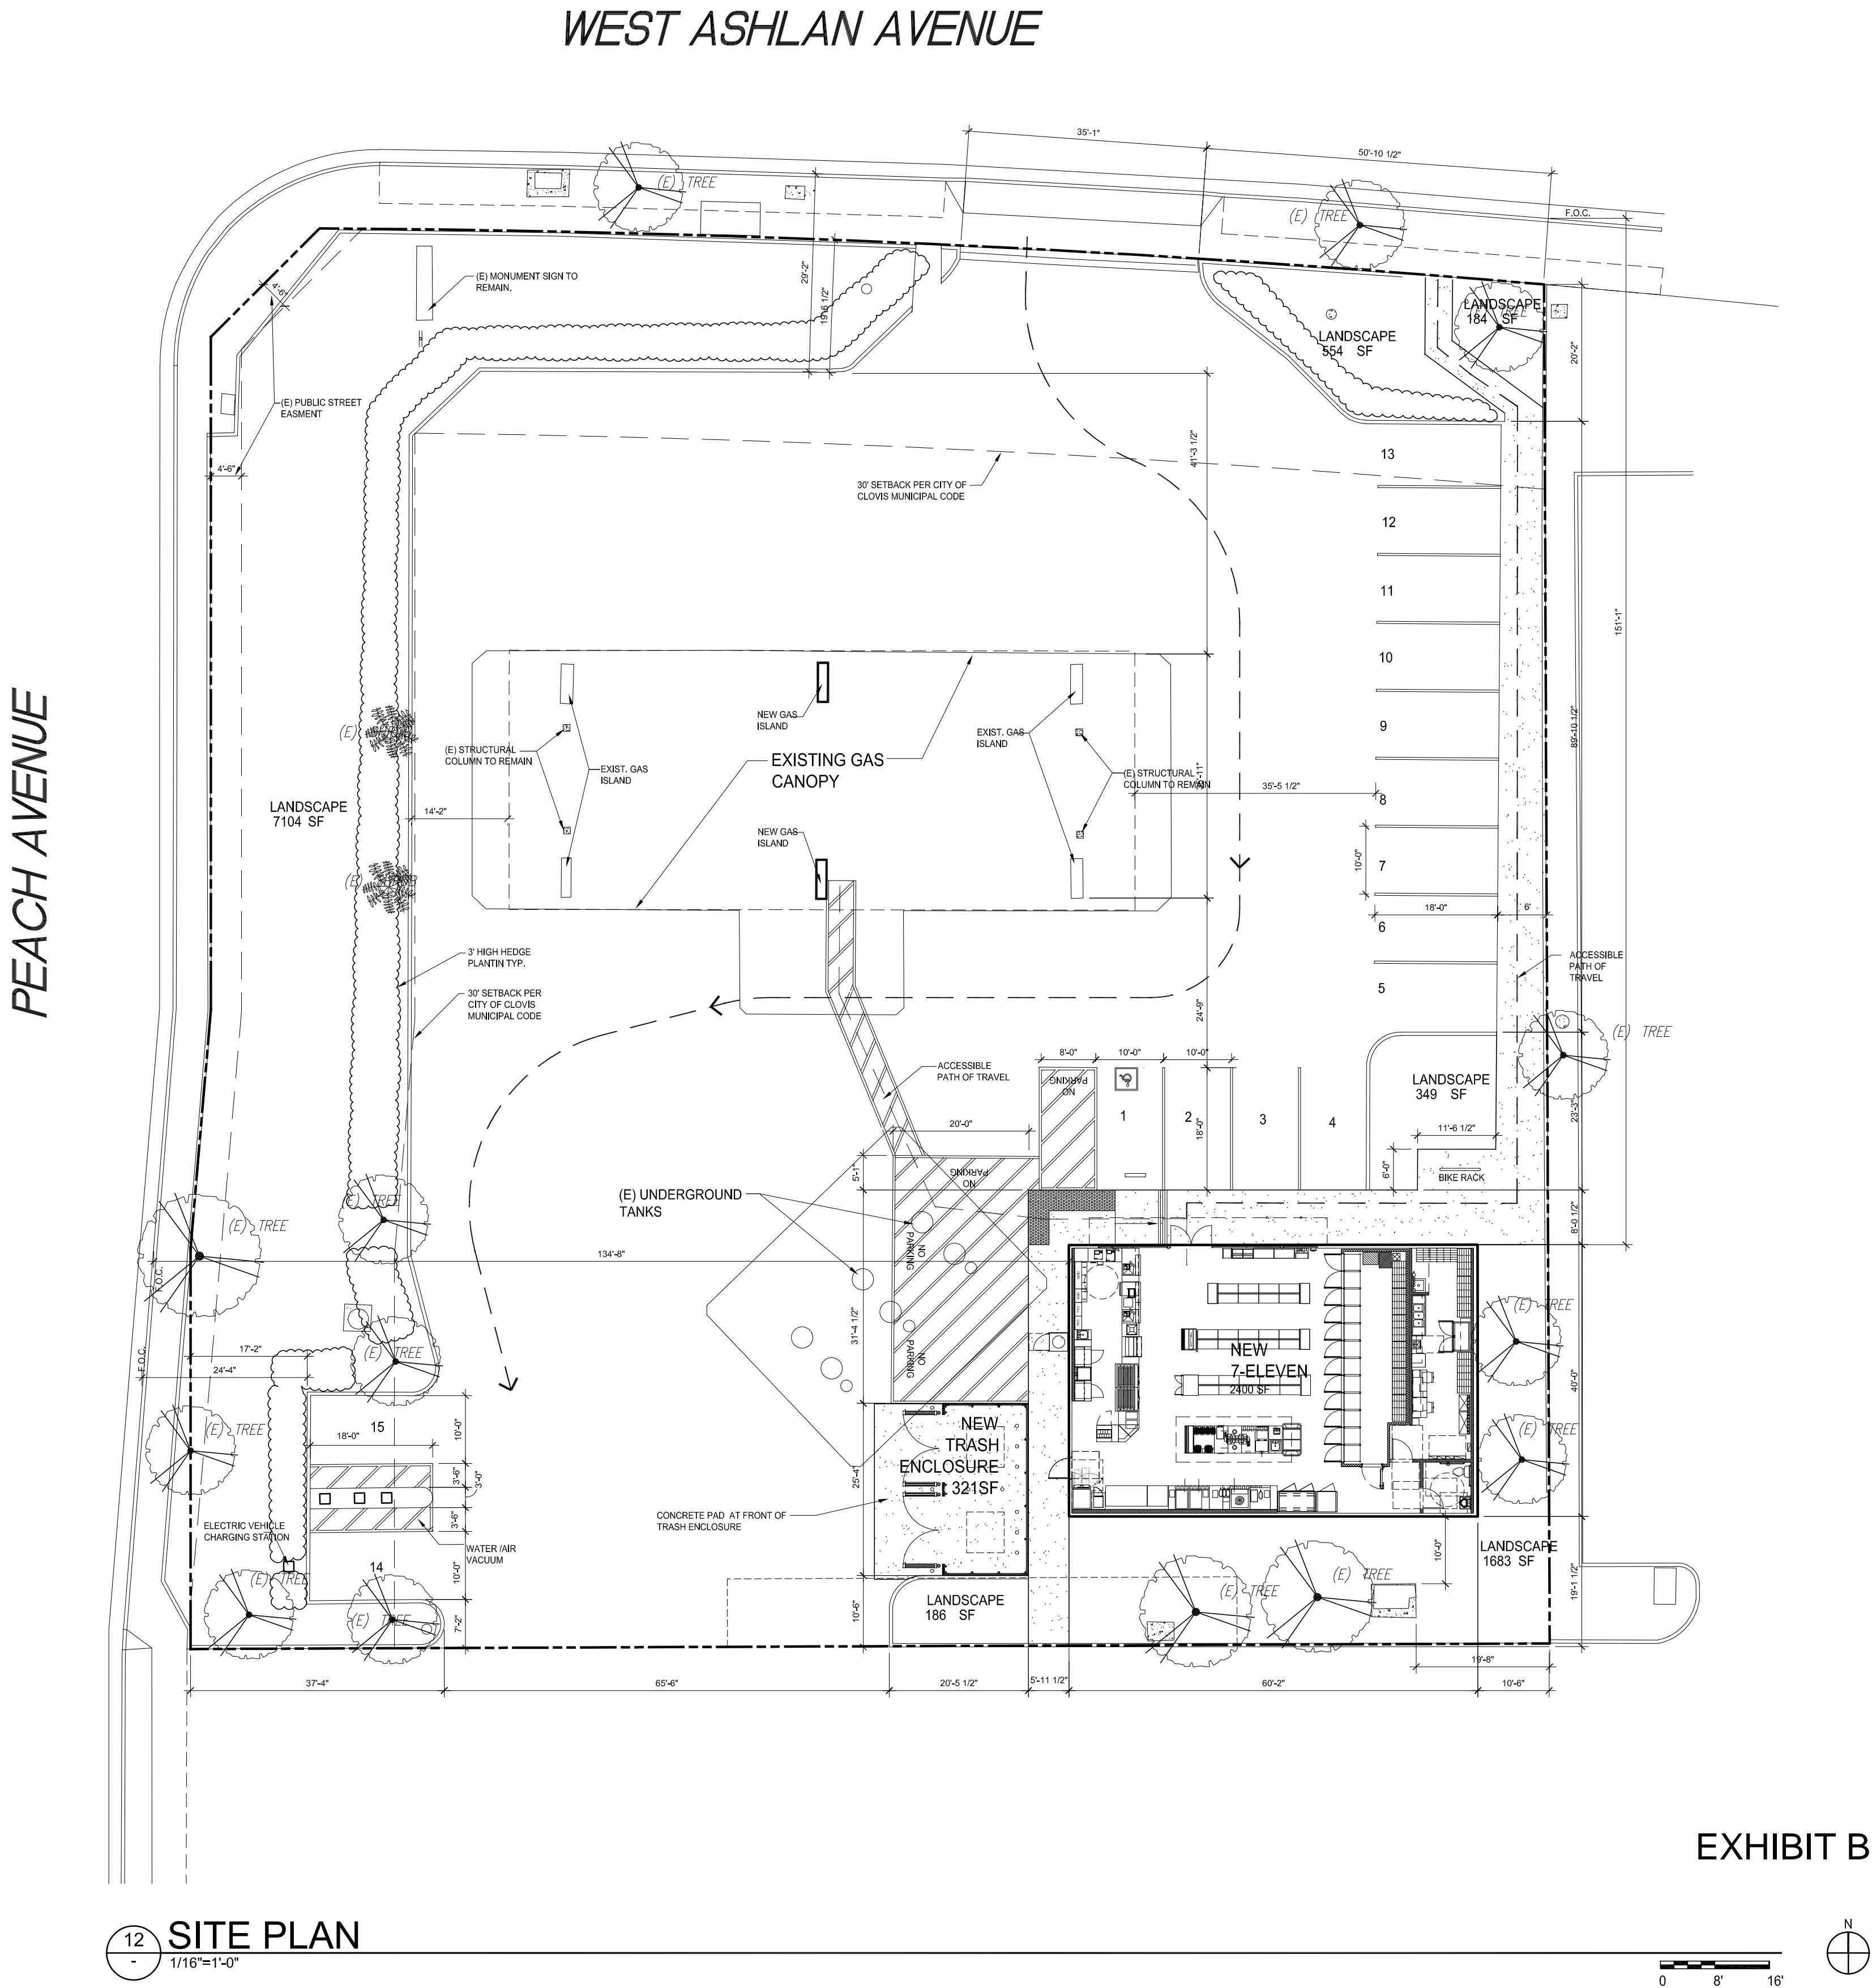 WEST ASHLAN AVENUE
35'-1"
50'-10 1/2"
(E) TREE
(E) TREE
F.O.C.
(E) MONUMENT SIGN TO
REMAIN.
4'-6"
29'-2"
19'-6 1/2"
LANDSCAPE
184 SF
TREE
LANDSCAPE
554 SF
20'-2"
(E) PUBLIC STREET
EASMENT
4'-6"
41'-3 1/2"
13
30' SETBACK PER CITY OF
CLOVIS MUNICIPAL CODE
12
11
151'-1"
10
PEACH AVENUE
NEW GAS
ISLAND
9
89'-10 1/2"
(E)
(E) STRUCTURAL
COLUMN TO REMAIN
EXIST. GAS
ISLAND
EXISTING GAS
CANOPY
EXIST. GAS
ISLAND
(E) STRUCTURAL
COLUMN TO REMAIN
35'-5 1/2"
8
LANDSCAPE
7104 SF
14'-2"
NEW GAS
ISLAND
10'-0"
7
(E)
18'-0"
6'
6
3' HIGH HEDGE
PLANTIN TYP.
ACCESSIBLE
PATH OF
TRAVEL
30' SETBACK PER
CITY OF CLOVIS
MUNICIPAL CODE
5
24'-9"
(E) TREE
8'-0"
10'-0"
10'-0"
ACCESSIBLE
PATH OF TRAVEL
NO
PARKING
1
2
3
4
18'-0"
LANDSCAPE
349 SF
23'-3"
11'-6 1/2"
20'-0"
5'-1"
NO
PARKING
6'-0"
BIKE RACK
(E) UNDERGROUND
TANKS
(E) TREE
(E) TREE
8'-0 1/2"
NO
PARKING
134'-8"
F.O.C.
31'-4 1/2"
NO
PARKING
(E) TREE
(E) TREE
F.O.C.
17'-2"
24'-4"
NEW
7-ELEVEN
2400 SF
40'-0"
15
18'-0"
10'-0"
(E) TREE
(E) TREE
NEW
TRASH
ENCLOSURE
321SF
25'-4"
3'-6"
3'-0"
3'-6"
CONCRETE PAD AT FRONT OF
TRASH ENCLOSURE
ELECTRIC VEHICLE
CHARGING STATION
WATER /AIR
VACUUM
10'-0"
LANDSCAPE
1683 SF
14
10'-0"
(E) TREE
(E) TREE
(E) TREE
(E) TREE
19'-1 1/2"
7'-2"
10'-6"
LANDSCAPE
186 SF
19'-8"
37'-4"
65'-6"
20'-5 1/2"
5'-11 1/2"
60'-2"
10'-6"
EXHIBIT B
12
-
SITE PLAN
1/16"=1'-0"
N
0 8' 16'